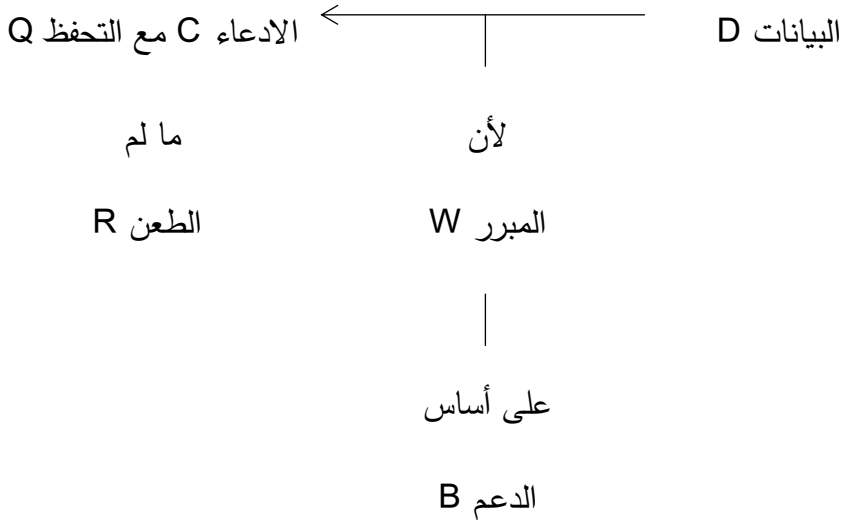 البيانات D
الادعاء C مع التحفظ Q
لأن
ما لم
المبرر W
الطعن R
على أساس
الدعم B